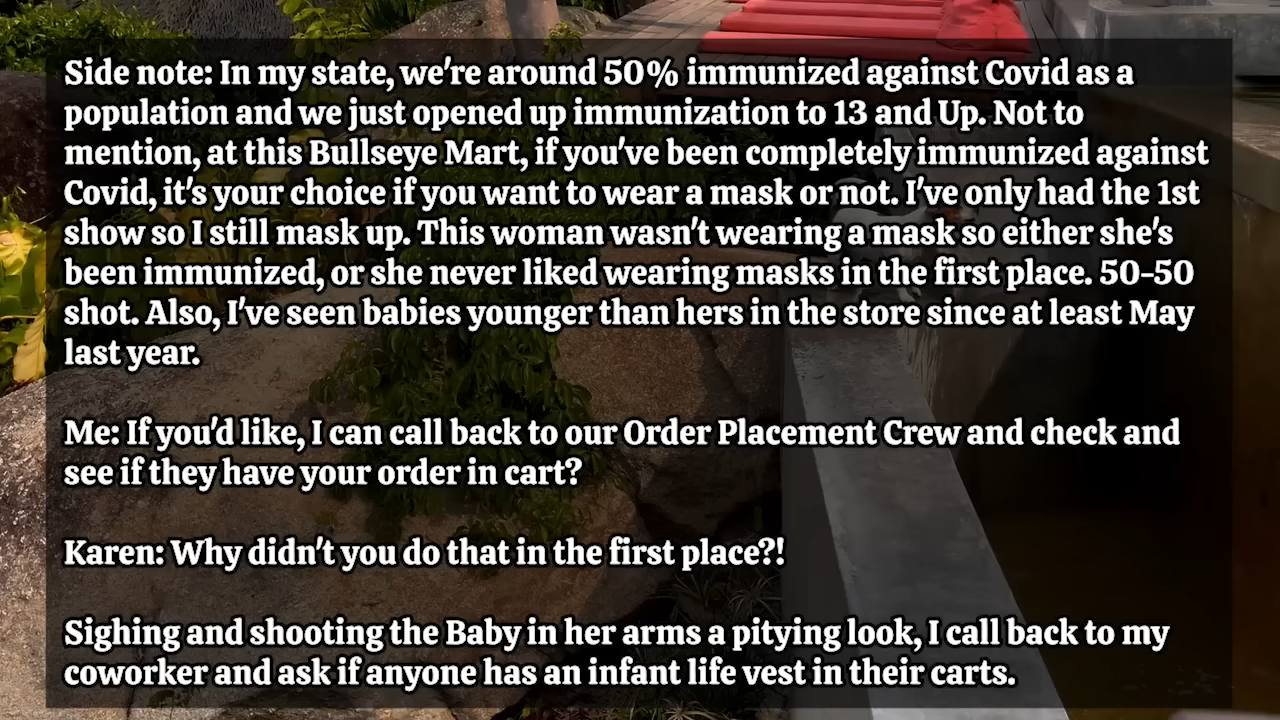 Side note: In my state, we're around 50% immunized against Covid as a
population and we just opened up immunization to 13 and Up. Not to
mention, at this Bullseye Mart, if you've been completely immunized against
Covid, it's your choice if you want to wear a mask or not. I've only had the 1st
show so I still mask up. This woman wasn't wearing a mask so either she's
been immunized, or she never liked wearing masks in the first place. 50-50
shot. Also, I've seen babies younger than hers in the store since at least May
last year.
Me: If you'd like, I can call back to our Order Placement Crew and check and
see if they have your order in cart?
Karen: Why didn't you do that in the first place?!
Sighing and shooting the Baby in her arms a pitying look, I call back to my
coworker and ask if anyone has an infant life vest in their carts.